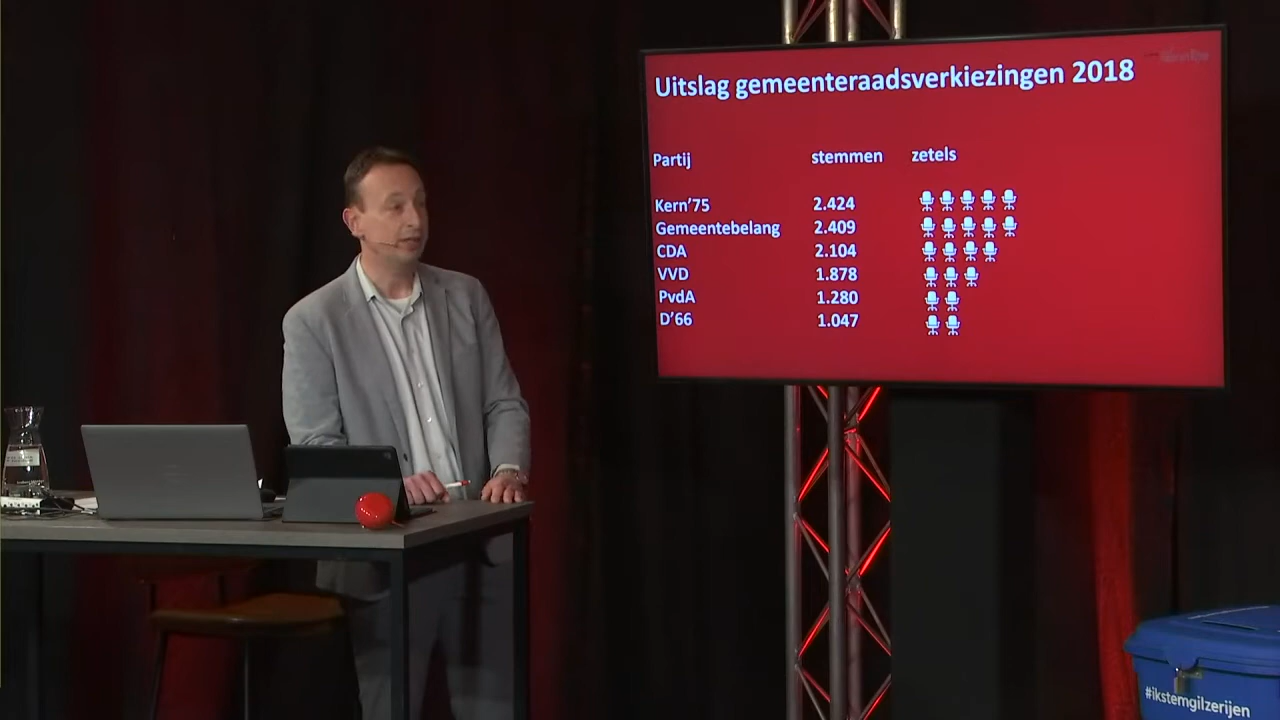 Uitslag gemeenteraadsverkiezingen 2018
Partij stemmen zetels
Kern'75 2.424
Gemeentebelang 2.409
CDA 2.104
VVD 1.878
PvdA 1.280
D'66 1.047
#ikstemgilzerijen